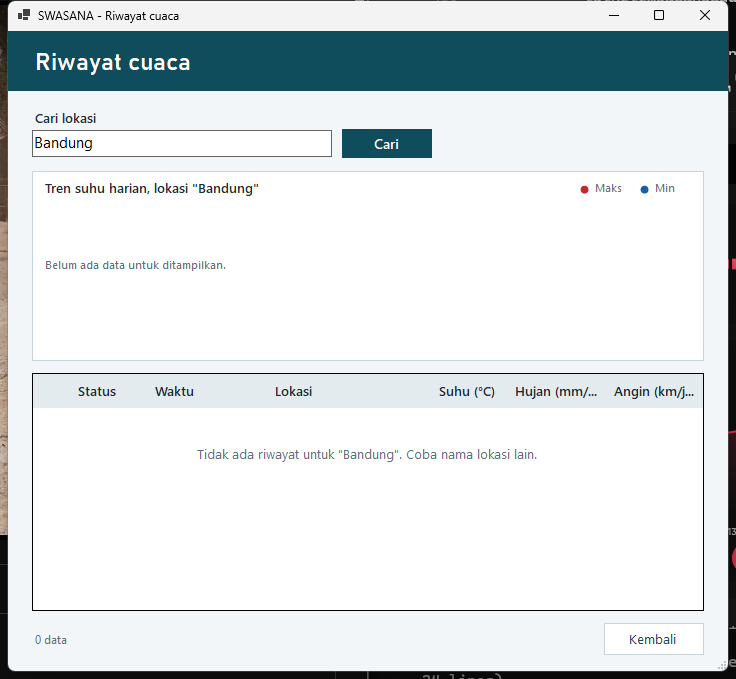 SWASANA - Riwayat cuaca
Riwayat cuaca
Cari lokasi
Bandung
Cari
Tren suhu harian, lokasi "Bandung"
Maks
Min
Belum ada data untuk ditampilkan.
Status Waktu Lokasi Suhu (°C) Hujan (mm/... Angin (km/j...
Tidak ada riwayat untuk "Bandung". Coba nama lokasi lain.
0 data
Kembali